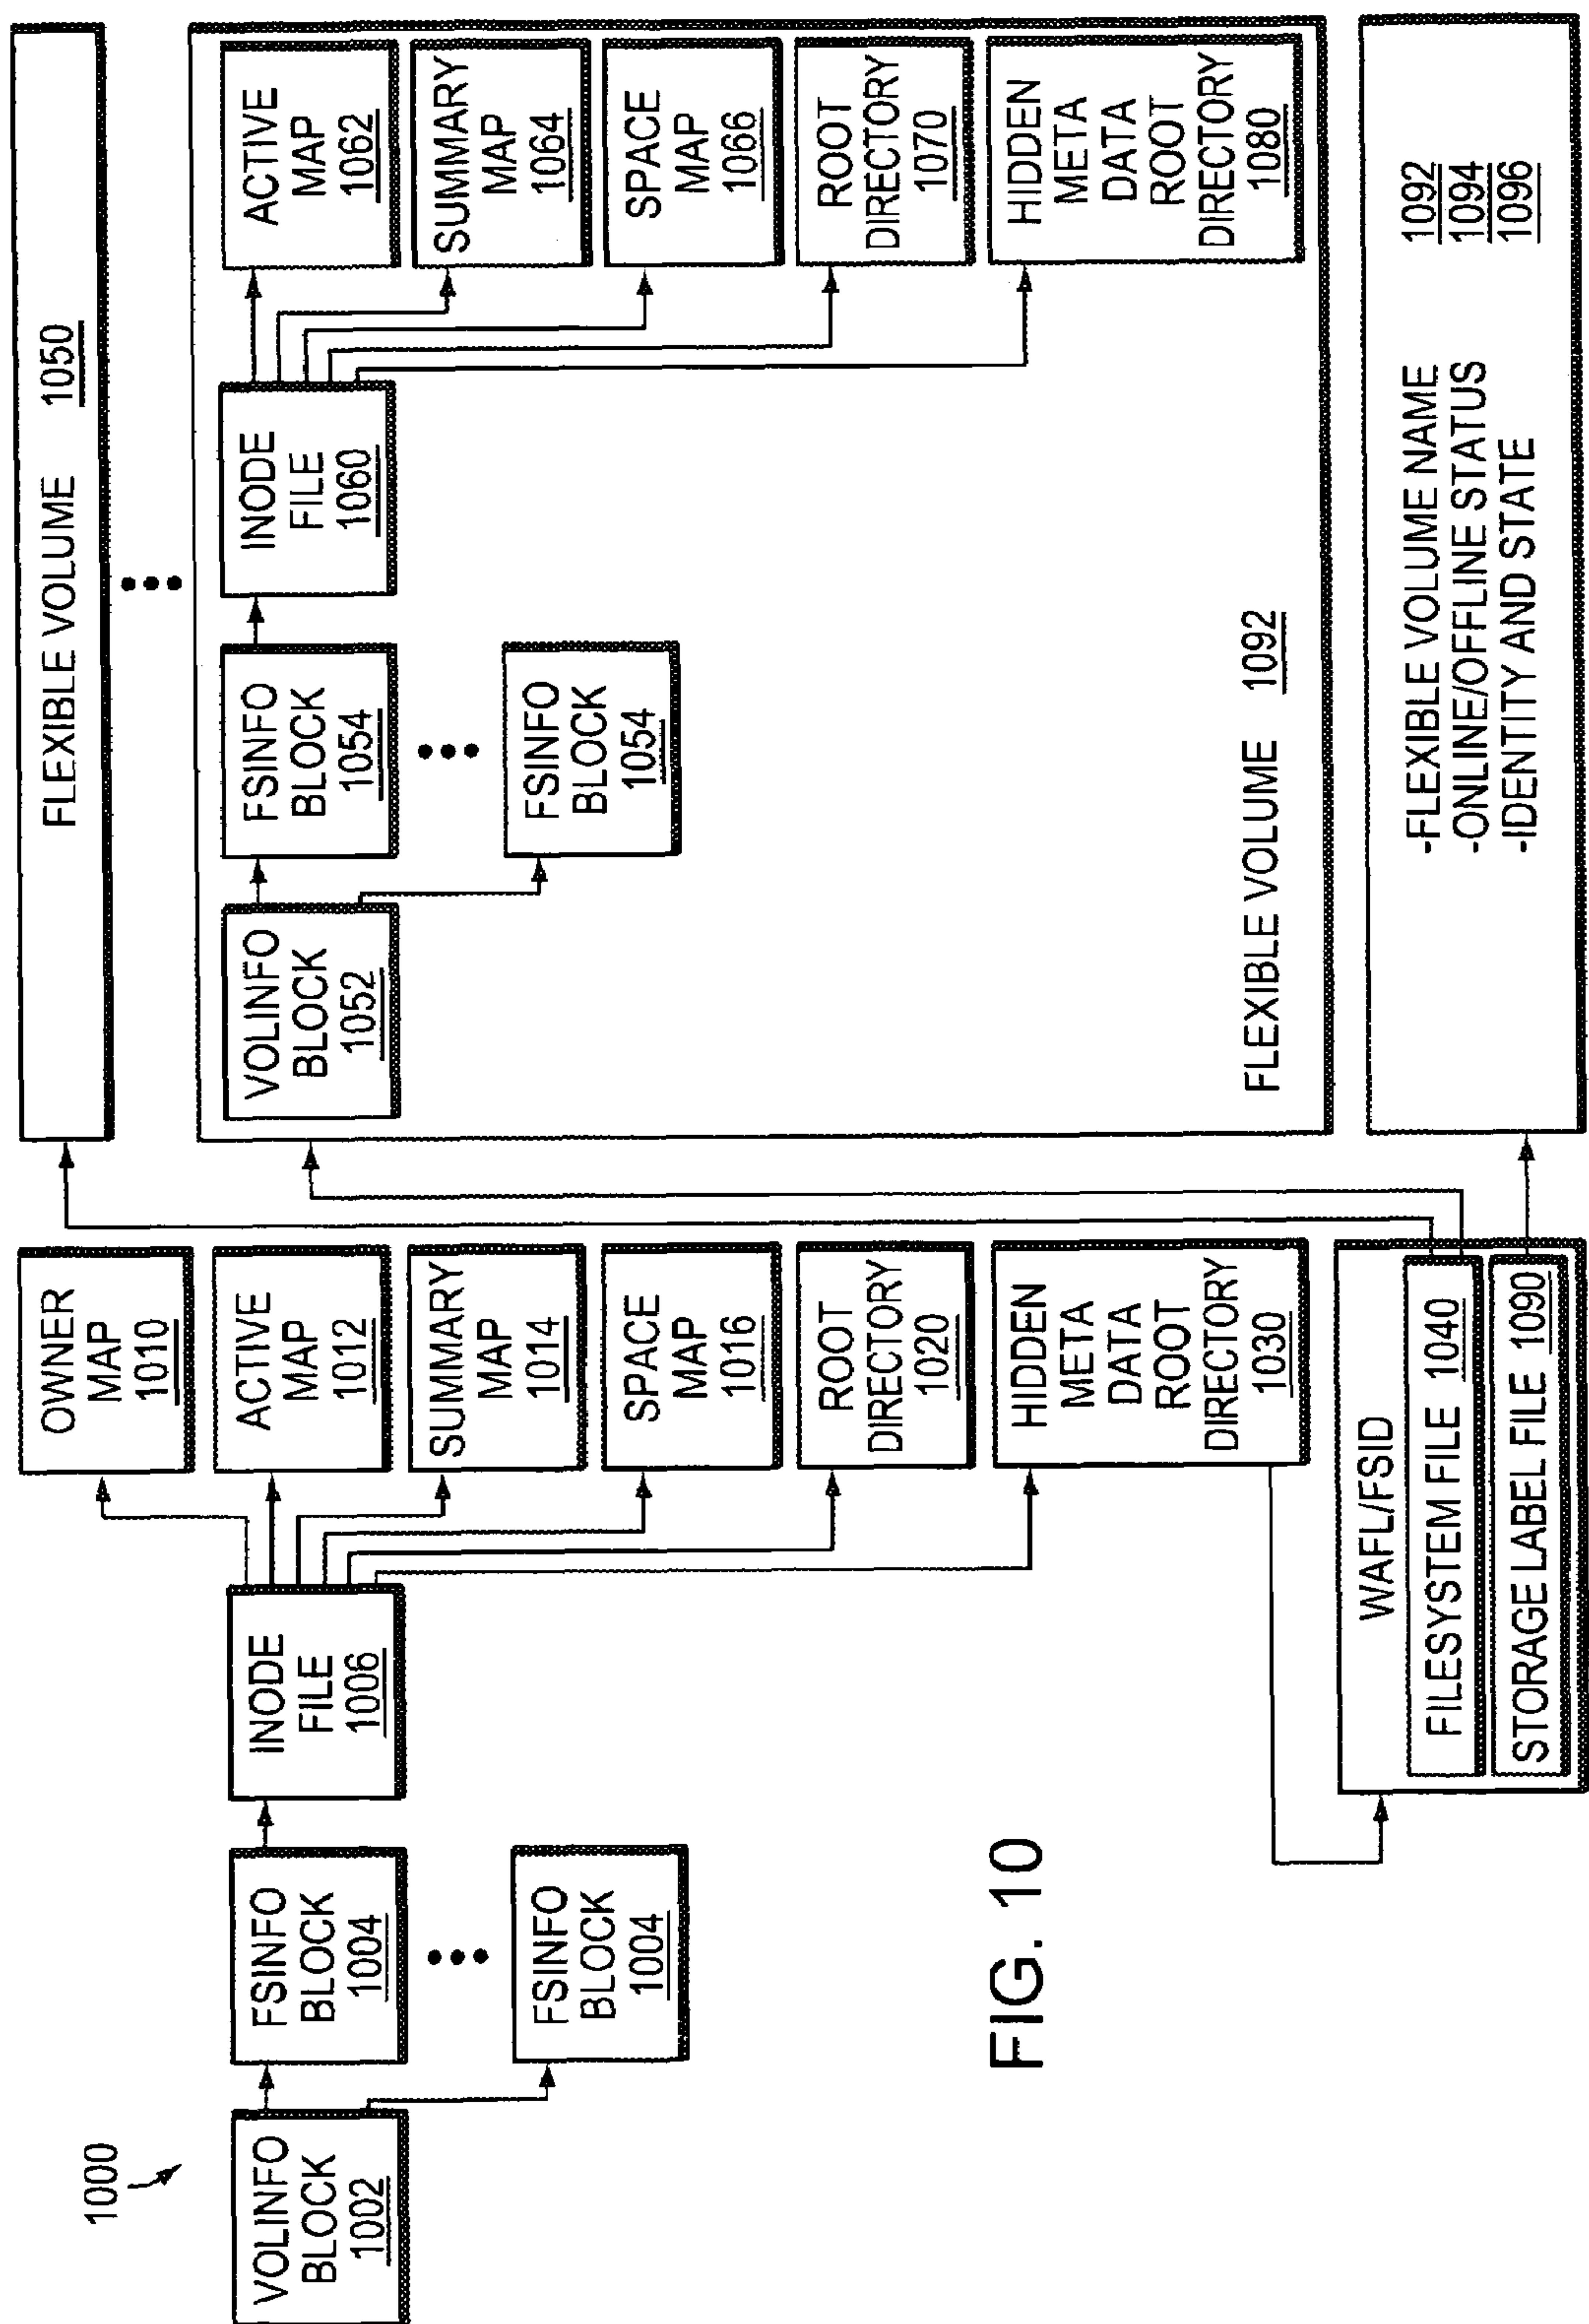 1000
VOLINFO
BLOCK
1002
FSINFO
BLOCK
1004
FSINFO
BLOCK
1004
INODE
FILE
1006
OWNER
MAP
1010
ACTIVE
MAP
1012
SUMMARY
MAP
1014
SPACE
MAP
1016
ROOT
DIRECTORY
1020
HIDDEN
META
DATA
ROOT
DIRECTORY
1030
WAFL/FSID
FILESYSTEM FILE 1040
STORAGE LABEL FILE 1090
FLEXIBLE VOLUME 1050
VOLINFO
BLOCK
1052
FSINFO
BLOCK
1054
FSINFO
BLOCK
1054
INODE
FILE
1060
ACTIVE
MAP
1062
SUMMARY
MAP
1064
SPACE
MAP
1066
ROOT
DIRECTORY
1070
HIDDEN
META
DATA
ROOT
DIRECTORY
1080
FLEXIBLE VOLUME 1092
-FLEXIBLE VOLUME NAME 1092
-ONLINE/OFFLINE STATUS 1094
-IDENTITY AND STATE 1096
FIG. 10